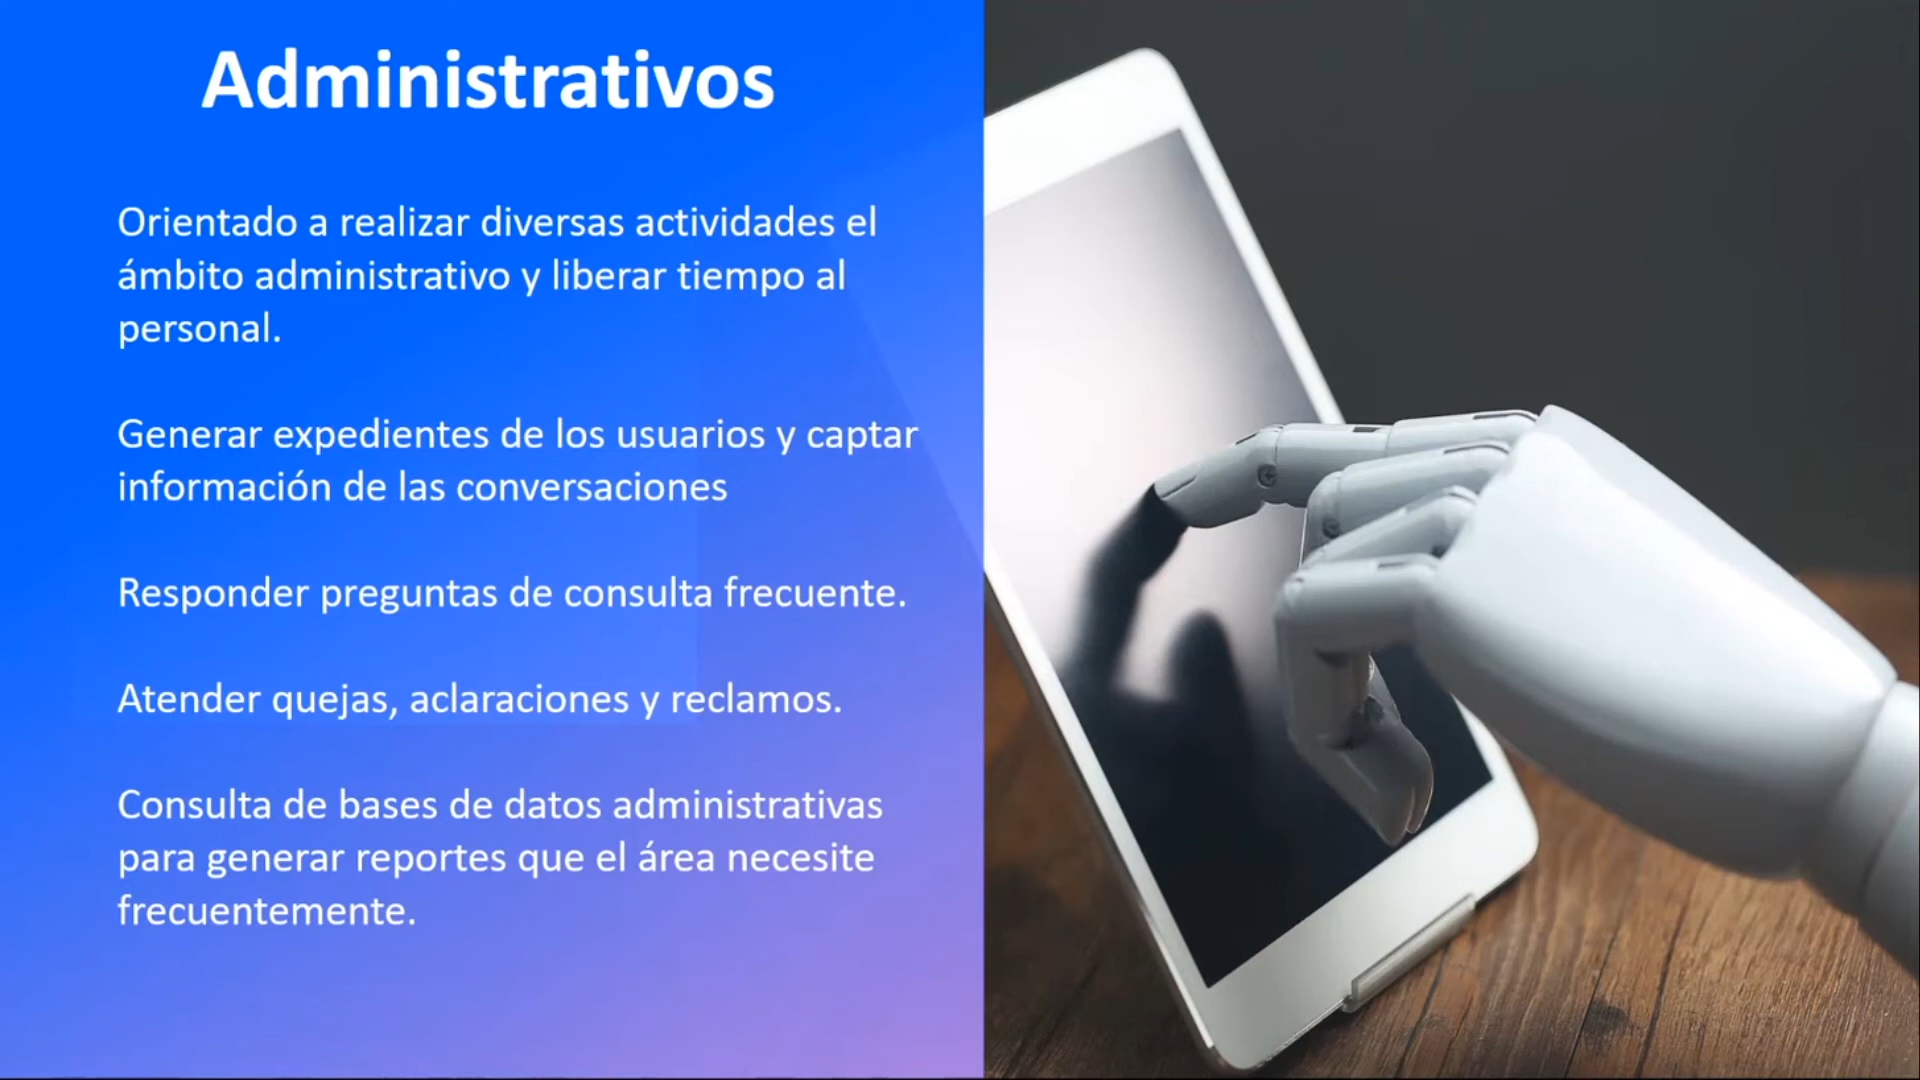 Administrativos
Orientado a realizar diversas actividades el
ámbito administrativo y liberar tiempo al
personal.
Generar expedientes de los usuarios y captar
información de las conversaciones
Responder preguntas de consulta frecuente.
Atender quejas, aclaraciones y reclamos.
Consulta de bases de datos administrativas
para generar reportes que el área necesite
frecuentemente.